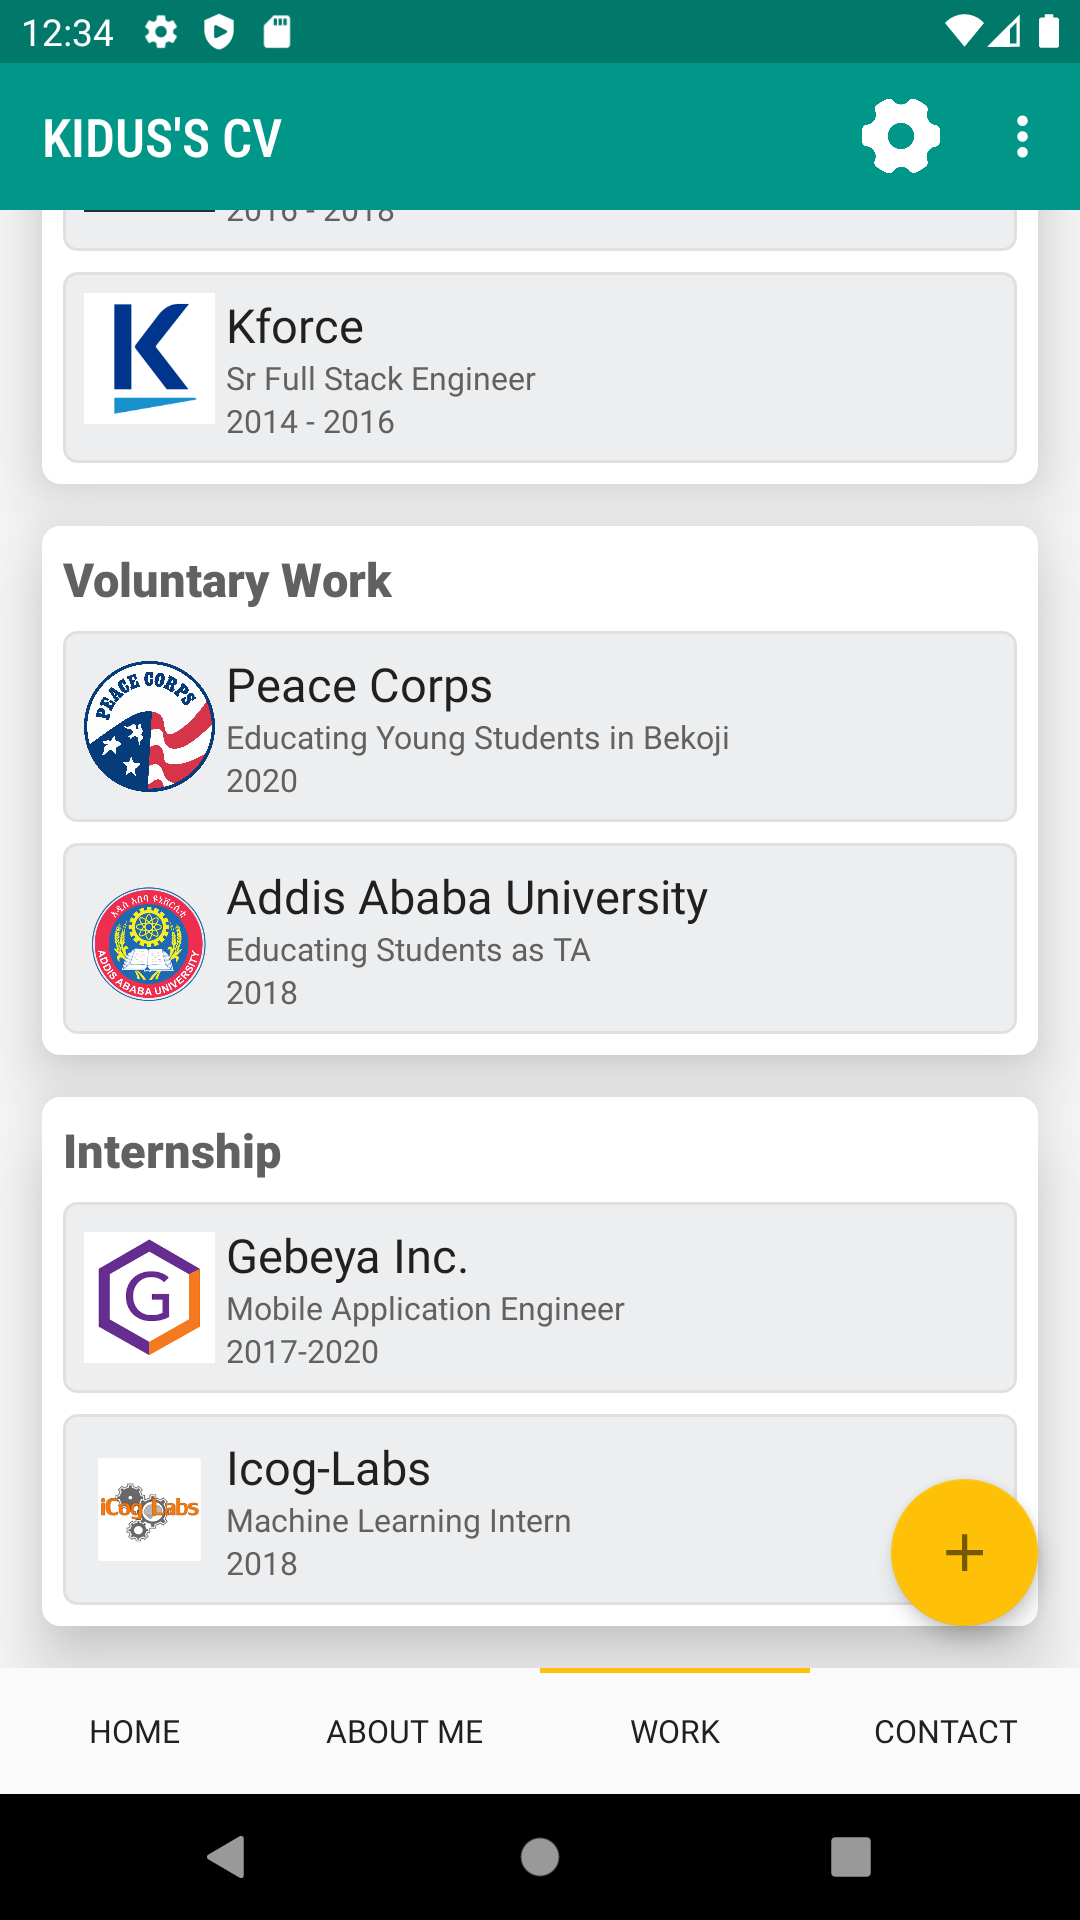 12:34
KIDUS'S CV
2016 - 2018
Kforce
Sr Full Stack Engineer
2014 - 2016
Voluntary Work
PEACE CORPS
Peace Corps
Educating Young Students in Bekoji
2020
አዲስ አበባ ዩኒቨርሲቲ
ADDIS ABABA UNIVERSITY
Addis Ababa University
Educating Students as TA
2018
Internship
G
Gebeya Inc.
Mobile Application Engineer
2017-2020
iCog Labs
Icog-Labs
Machine Learning Intern
2018
HOME
ABOUT ME
WORK
CONTACT